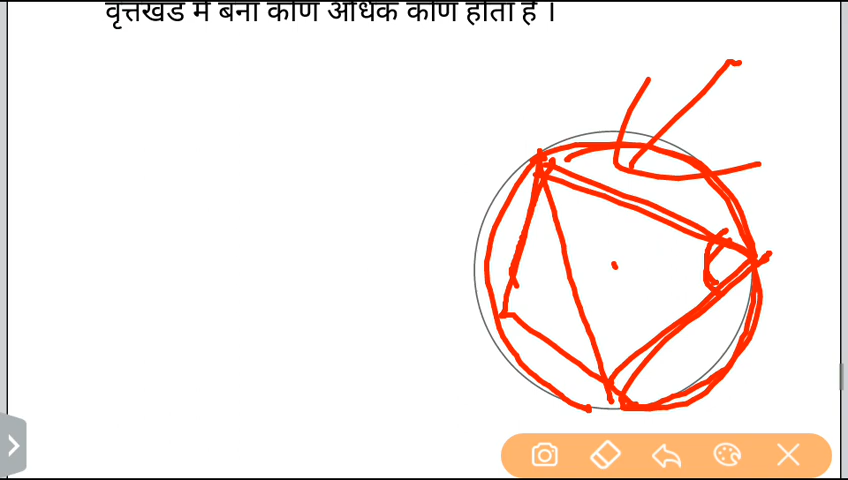 वृत्तखंड में बना कोण अधिक कोण होता है ।